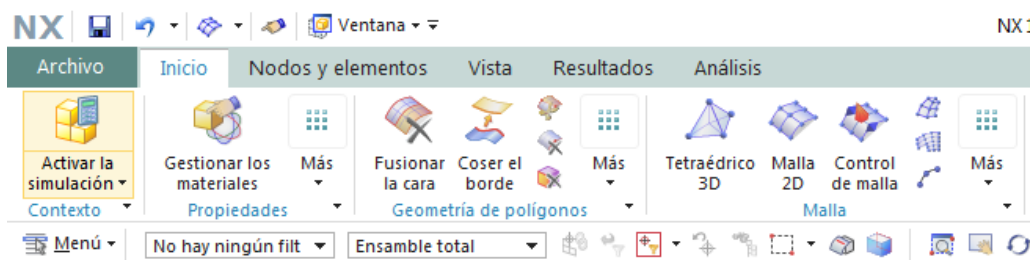 NX Ventana NX 1
Archivo Inicio Nodos y elementos Vista Resultados Análisis
Activar la Gestionar los Más Fusionar Coser el Más Tetraédrico Malla Control Más
simulación materiales la cara borde 3D 2D de malla
Contexto Propiedades Geometría de polígonos Malla
Menú No hay ningún filt Ensamble total